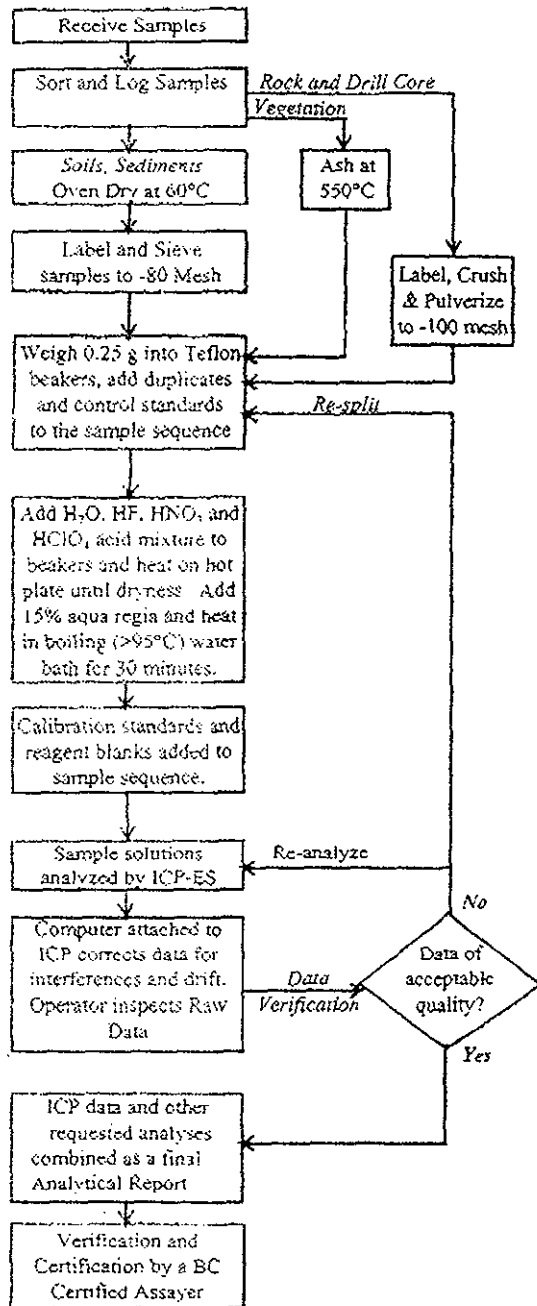 Receive Samples
Sort and Log Samples
Rock and Drill Core
Vegetation
Soils, Sediments
Oven Dry at 60°C
Ash at
550°C
Label and Sieve
samples to -80 Mesh
Label, Crush
& Pulverize
to -100 mesh
Weigh 0.25 g into Teflon
beakers, add duplicates
and control standards
to the sample sequence
Re-split
Add H₂O, HF, HNO₃ and
HClO₄ acid mixture to
beakers and heat on hot
plate until dryness Add
15% aqua regia and heat
in boiling (>95°C) water
bath for 30 minutes.
Calibration standards and
reagent blanks added to
sample sequence.
Sample solutions
analyzed by ICP-ES
Re-analyze
No
Computer attached to
ICP corrects data for
interferences and drift.
Operator inspects Raw
Data
Data
Verification
Data of
acceptable
quality?
Yes
ICP data and other
requested analyses
combined as a final
Analytical Report
Verification and
Certification by a BC
Certified Assayer